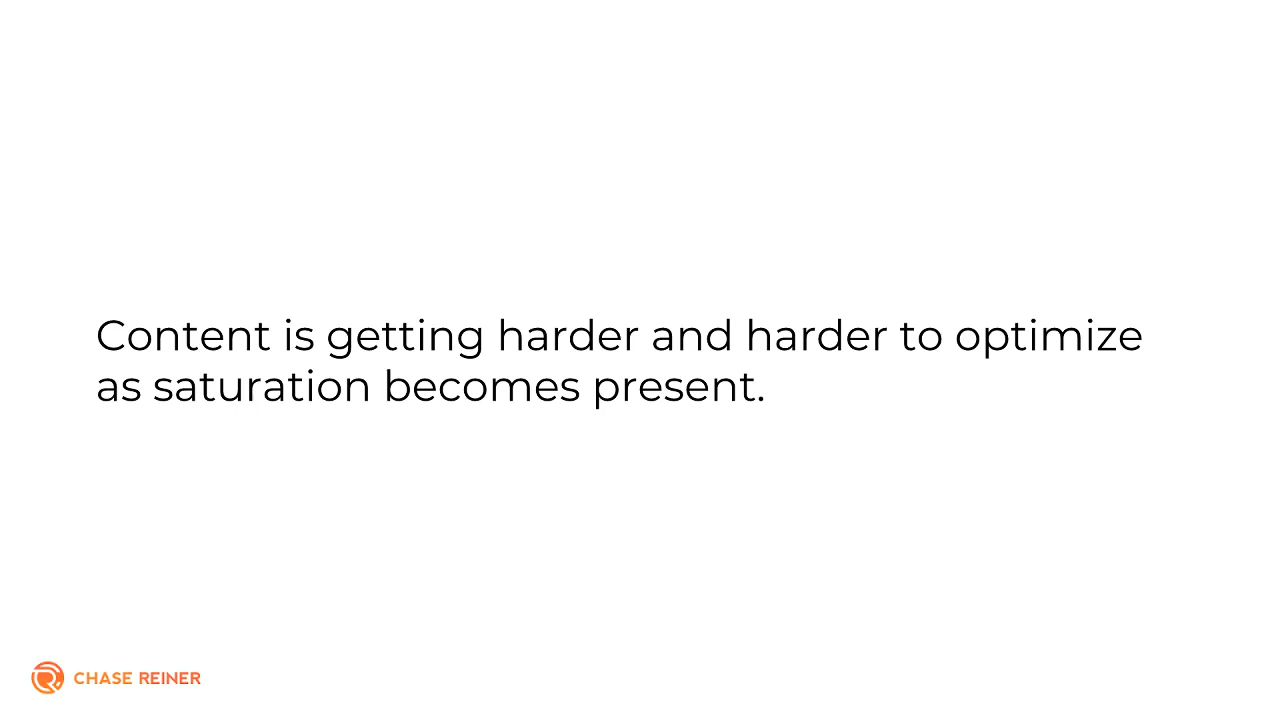 Content is getting harder and harder to optimize
as saturation becomes present.
CHASE REINER